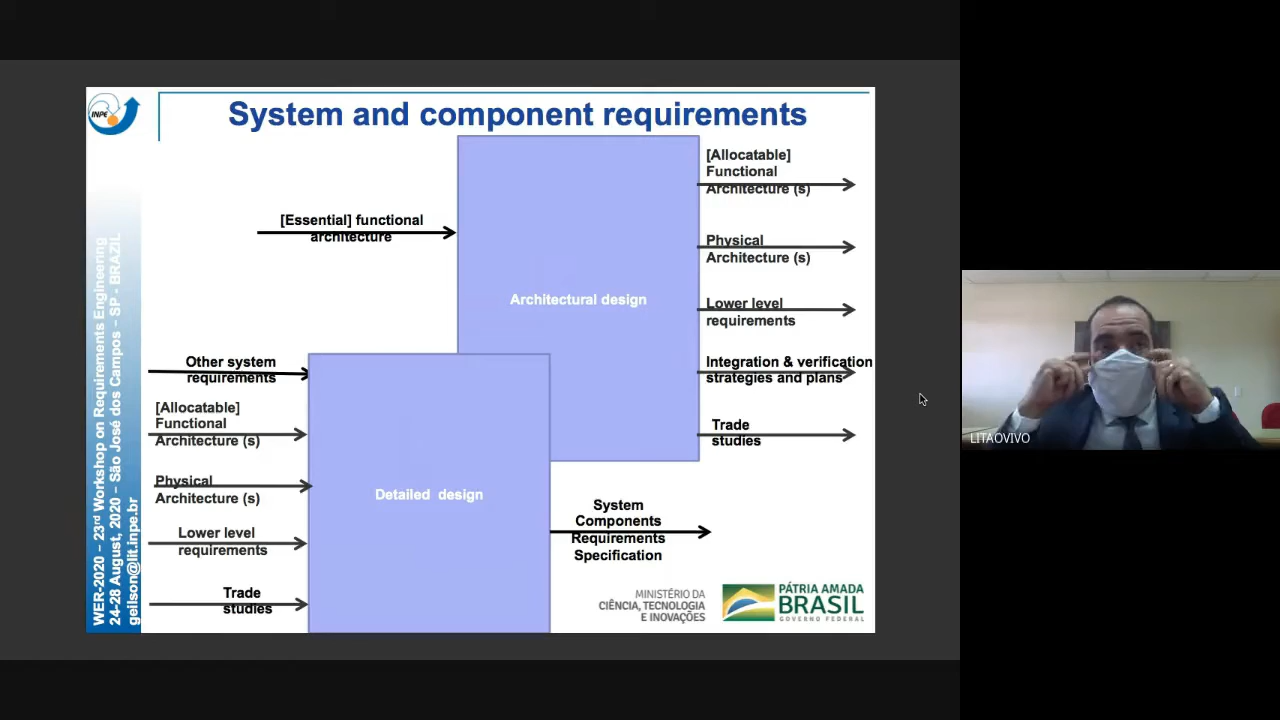 INPE
System and component requirements
[Essential] functional
architecture
Architectural design
[Allocatable]
Functional
Architecture (s)
Physical
Architecture (s)
Lower level
requirements
Integration & verification
strategies and plans
Trade
studies
Other system
requirements
[Allocatable]
Functional
Architecture (s)
Physical
Architecture (s)
Lower level
requirements
Trade
studies
Detailed design
System
Components
Requirements
Specification
WER-2020 – 23rd Workshop on Requirements Engineering
24-28 August, 2020 – São José dos Campos – SP - BRAZIL
geilson@lit.inpe.br
MINISTÉRIO DA
CIÊNCIA, TECNOLOGIA
E INOVAÇÕES
PÁTRIA AMADA
BRASIL
GOVERNO FEDERAL
LITAOVIVO